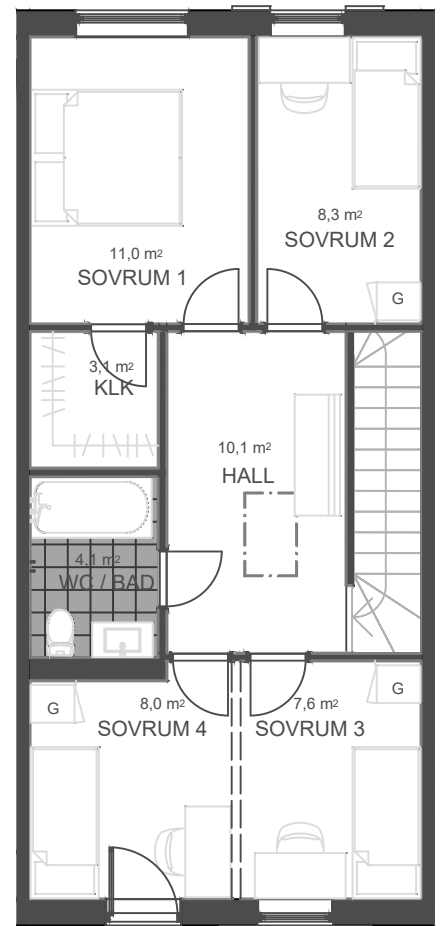 8,3 m²
SOVRUM 2
11,0 m²
SOVRUM 1
G
3,1 m²
KLK
10,1 m²
HALL
4,1 m²
WC / BAD
G
G
8,0 m²
SOVRUM 4
7,6 m²
SOVRUM 3